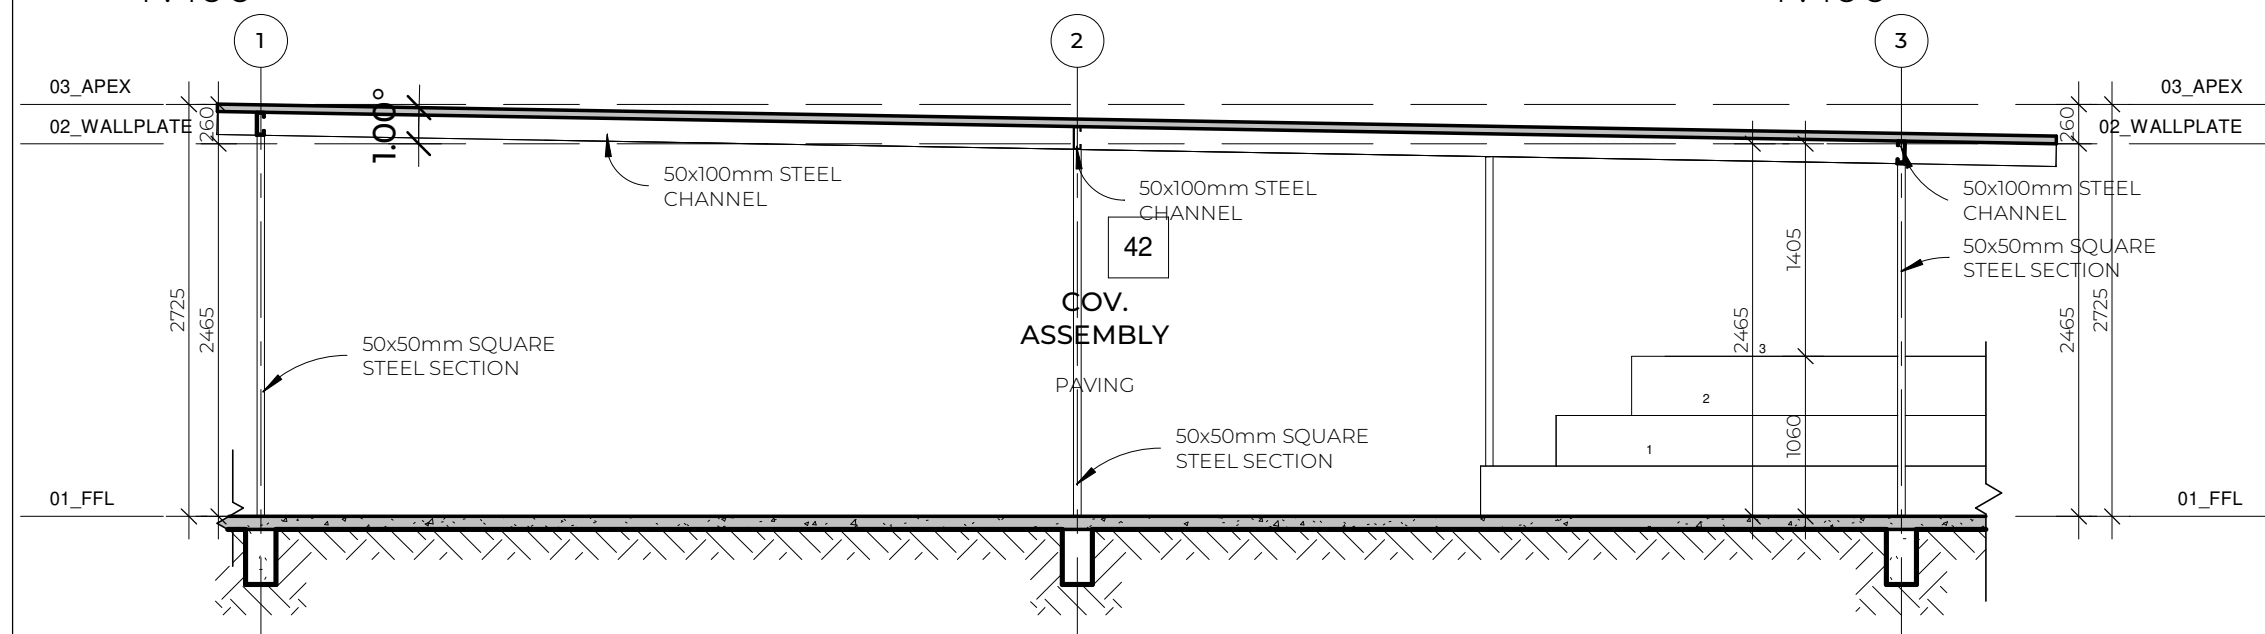 1
2
3
03_APEX
03_APEX
260
1.00°
260
02_WALLPLATE
02_WALLPLATE
50x100mm STEEL
CHANNEL
50x100mm STEEL
CHANNEL
50x100mm STEEL
CHANNEL
42
1405
50x50mm SQUARE
STEEL SECTION
COV.
ASSEMBLY
2725
2465
2465
2465
2725
50x50mm SQUARE
STEEL SECTION
3
PAVING
2
50x50mm SQUARE
STEEL SECTION
1060
1
01_FFL
01_FFL